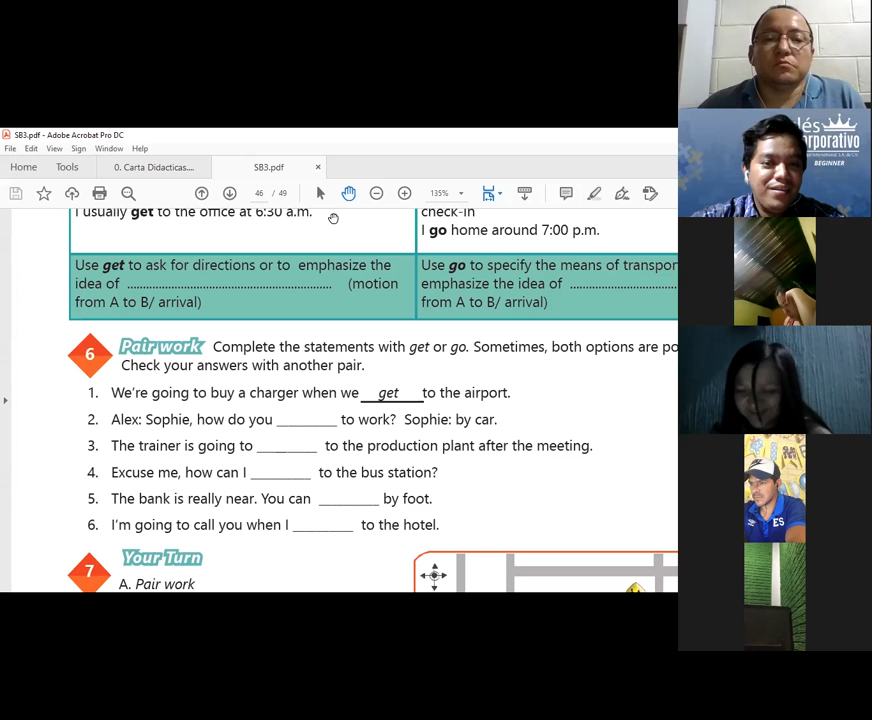 SB3.pdf - Adobe Acrobat Pro DC
File Edit View Sign Window Help
Home Tools 0. Carta Didacticas.... SB3.pdf ×
46 / 49 135%
I usually get to the office at 6:30 a.m.
check-in
I go home around 7:00 p.m.
Use get to ask for directions or to emphasize the
idea of .......................................................... (motion
from A to B/ arrival)
Use go to specify the means of transpor
emphasize the idea of ..............................
from A to B/ arrival)
6 Pair work Complete the statements with get or go. Sometimes, both options are po
Check your answers with another pair.
1. We're going to buy a charger when we __get__ to the airport.
2. Alex: Sophie, how do you ________ to work? Sophie: by car.
3. The trainer is going to ________ to the production plant after the meeting.
4. Excuse me, how can I ________ to the bus station?
5. The bank is really near. You can ________ by foot.
6. I'm going to call you when I ________ to the hotel.
7 Your Turn
A. Pair work
lés
rporativo
BEGINNER
ES